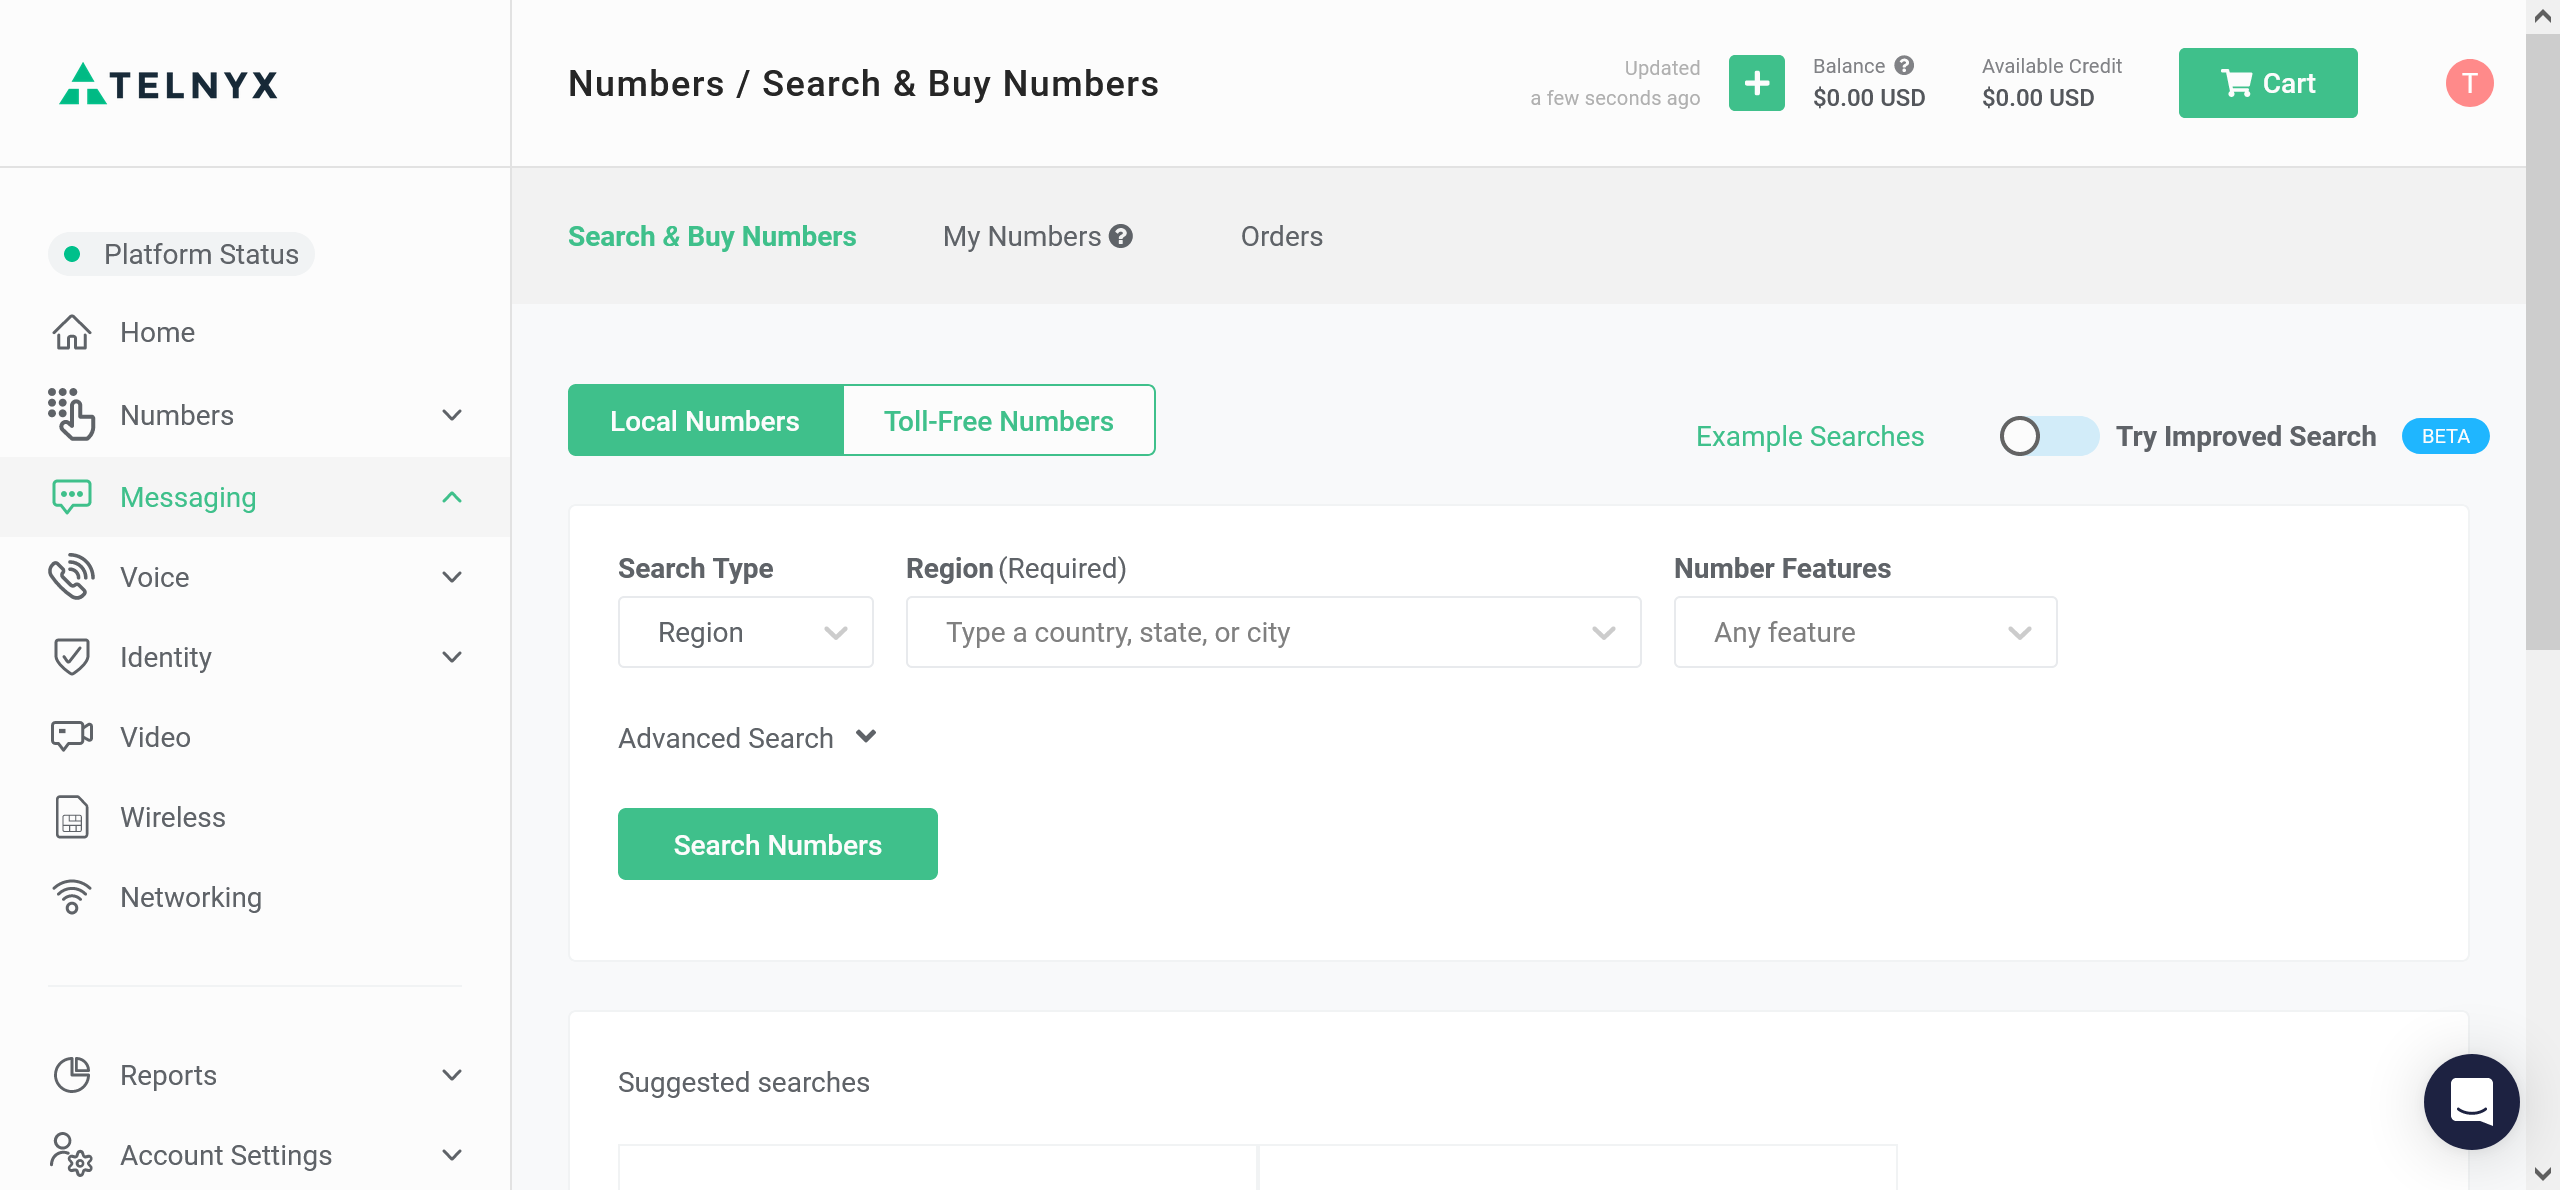 TELNYX
Numbers / Search & Buy Numbers
Updated
a few seconds ago
Balance
$0.00 USD
Available Credit
$0.00 USD
Cart
T
Platform Status
Home
Numbers
Messaging
Voice
Identity
Video
Wireless
Networking
Reports
Account Settings
Search & Buy Numbers
My Numbers
Orders
Local Numbers
Toll-Free Numbers
Example Searches
Try Improved Search
BETA
Search Type
Region (Required)
Number Features
Region
Type a country, state, or city
Any feature
Advanced Search
Search Numbers
Suggested searches